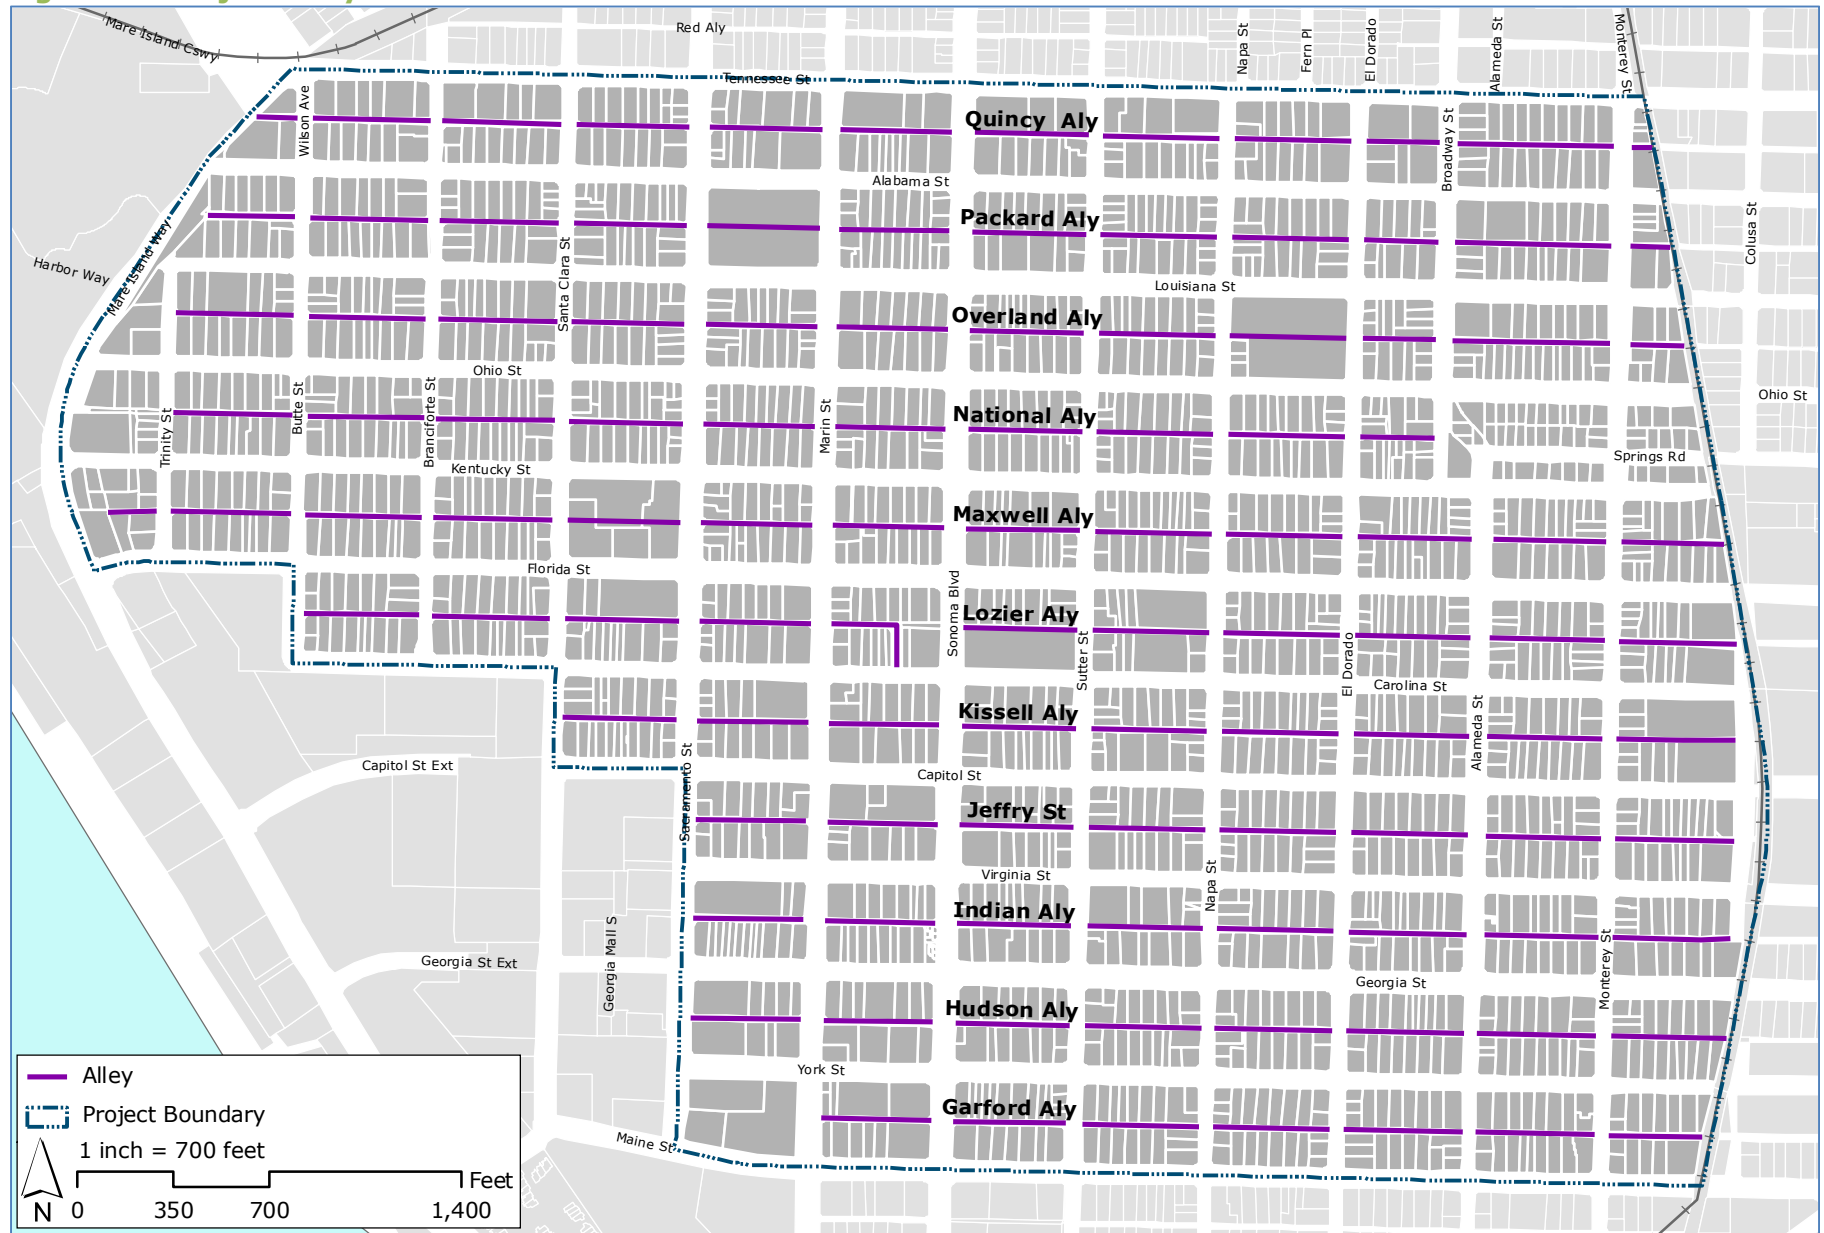 Mare Island Cswy
Red Aly
Napa St
Fern Pl
El Dorado
Alameda St
Monterey St
Tennessee St
Wilson Ave
Quincy Aly
Broadway St
Alabama St
Packard Aly
Colusa St
Mare Island Way
Harbor Way
Santa Clara St
Louisiana St
Overland Aly
Ohio St
Ohio St
Butte St
Branciforte St
Marin St
National Aly
Trinity St
Kentucky St
Springs Rd
Maxwell Aly
Florida St
Sonoma Blvd
Lozier Aly
Sutter St
El Dorado
Carolina St
Kissell Aly
Alameda St
Sacramento St
Capitol St Ext
Capitol St
Jeffry St
Virginia St
Napa St
Indian Aly
Georgia Mall S
Georgia St Ext
Monterey St
Georgia St
Hudson Aly
York St
Garford Aly
Maine St
Alley
Project Boundary
1 inch = 700 feet
Feet
N 0 350 700 1,400